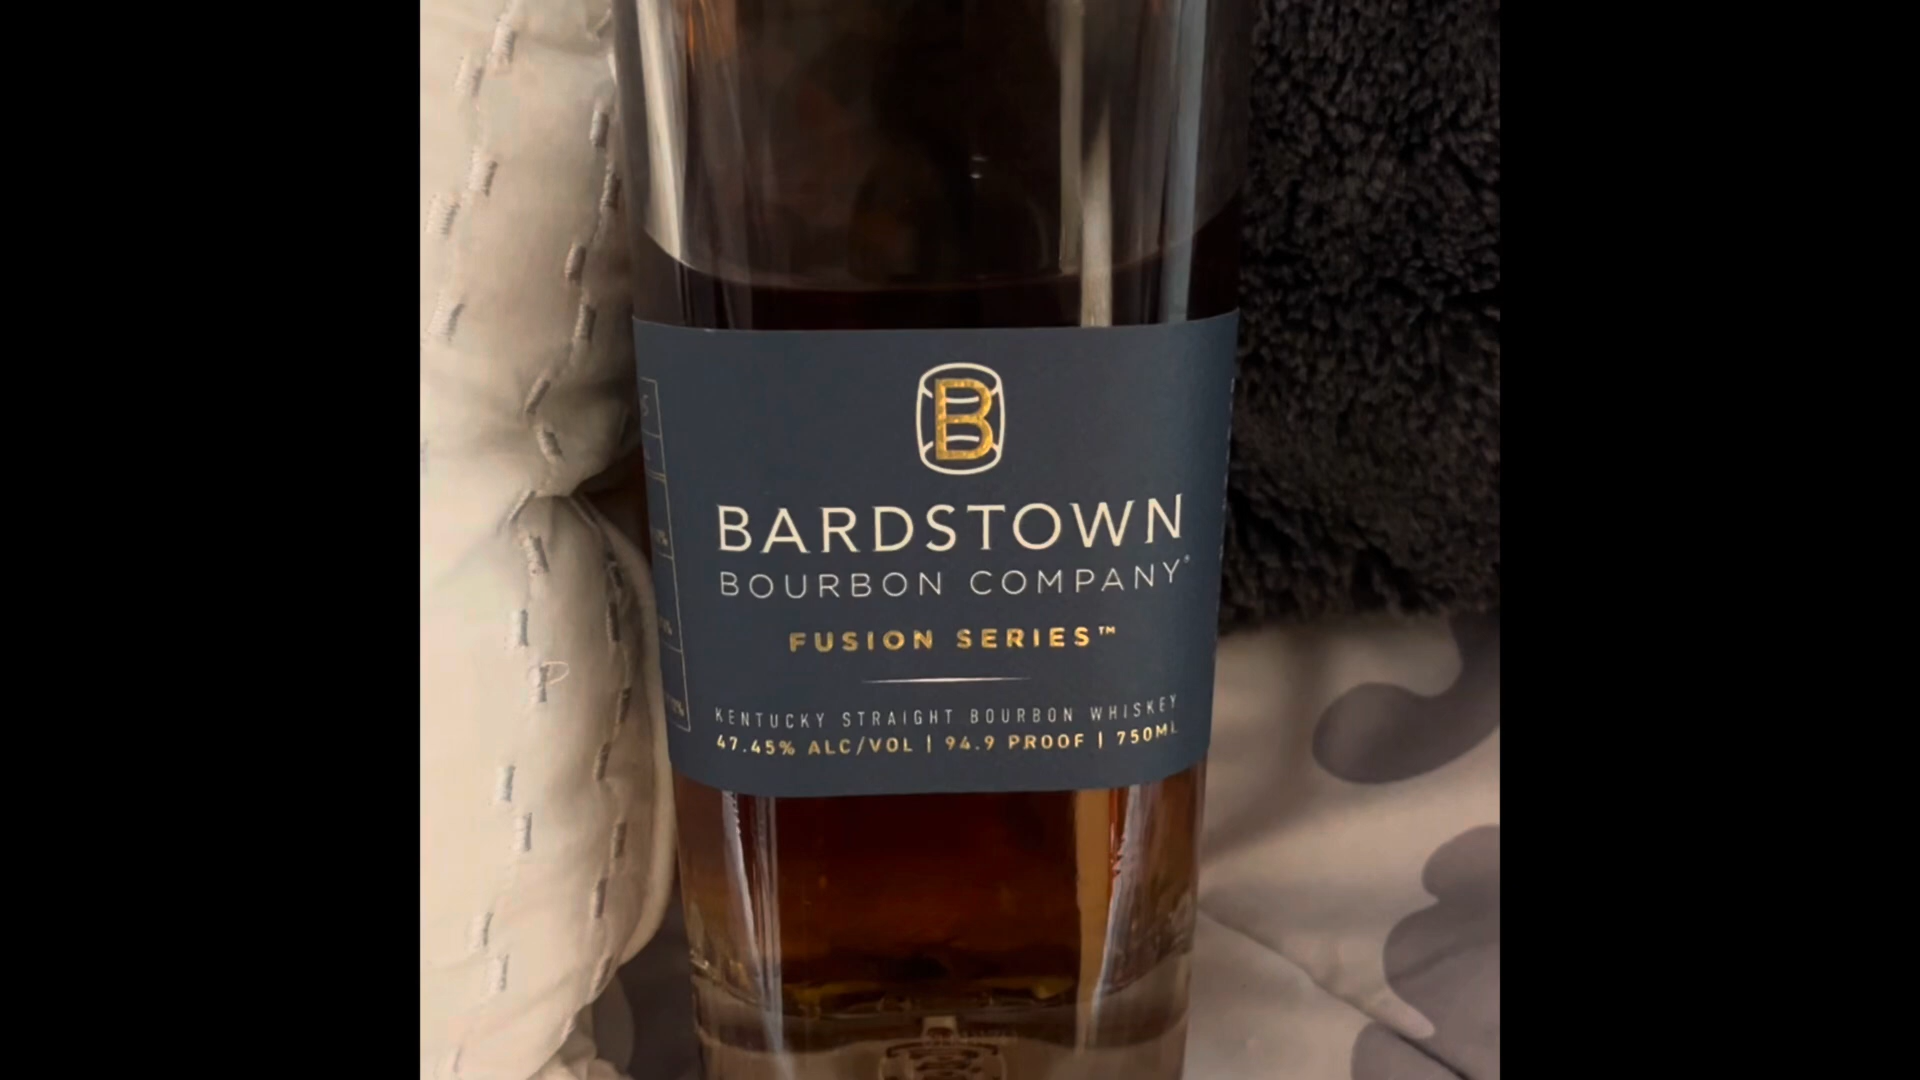 B
BARDSTOWN
BOURBON COMPANY®
FUSION SERIES™
KENTUCKY STRAIGHT BOURBON WHISKEY
47.45% ALC/VOL | 94.9 PROOF | 750ML